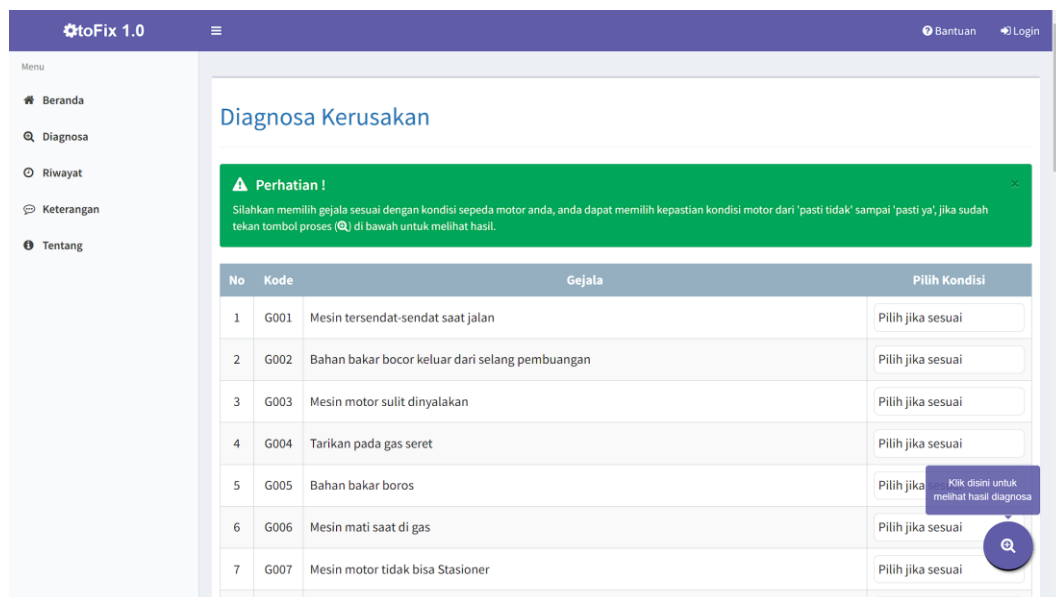 toFix 1.0
Bantuan
Login
Menu
Beranda
Diagnosa
Riwayat
Keterangan
Tentang
Diagnosa Kerusakan
Perhatian !
×
Silahkan memilih gejala sesuai dengan kondisi sepeda motor anda, anda dapat memilih kepastian kondisi motor dari 'pasti tidak' sampai 'pasti ya', jika sudah
tekan tombol proses () di bawah untuk melihat hasil.
No Kode Gejala Pilih Kondisi
1 G001 Mesin tersendat-sendat saat jalan Pilih jika sesuai
2 G002 Bahan bakar bocor keluar dari selang pembuangan Pilih jika sesuai
3 G003 Mesin motor sulit dinyalakan Pilih jika sesuai
4 G004 Tarikan pada gas seret Pilih jika sesuai
5 G005 Bahan bakar boros Pilih jika
Klik disini untuk
melihat hasil diagnosa
6 G006 Mesin mati saat di gas Pilih jika sesuai
7 G007 Mesin motor tidak bisa Stasioner Pilih jika sesuai